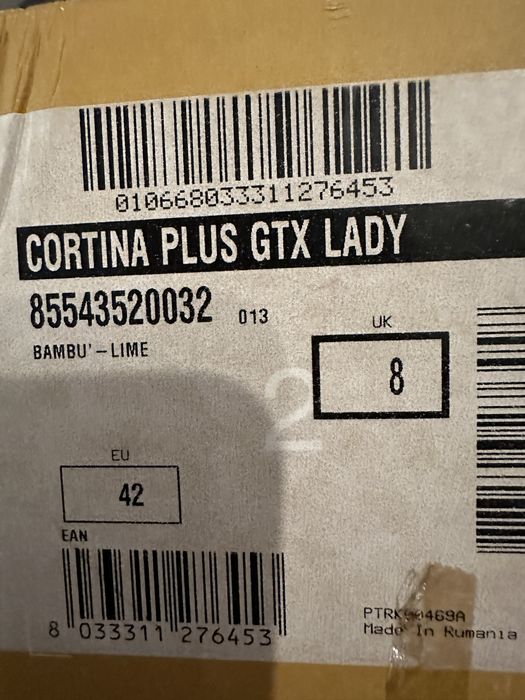 010668033311276453
CORTINA PLUS GTX LADY
85543520032 013
BAMBU'-LIME
UK
8
2
EU
42
EAN
8 033311 276453
Made In Rumania